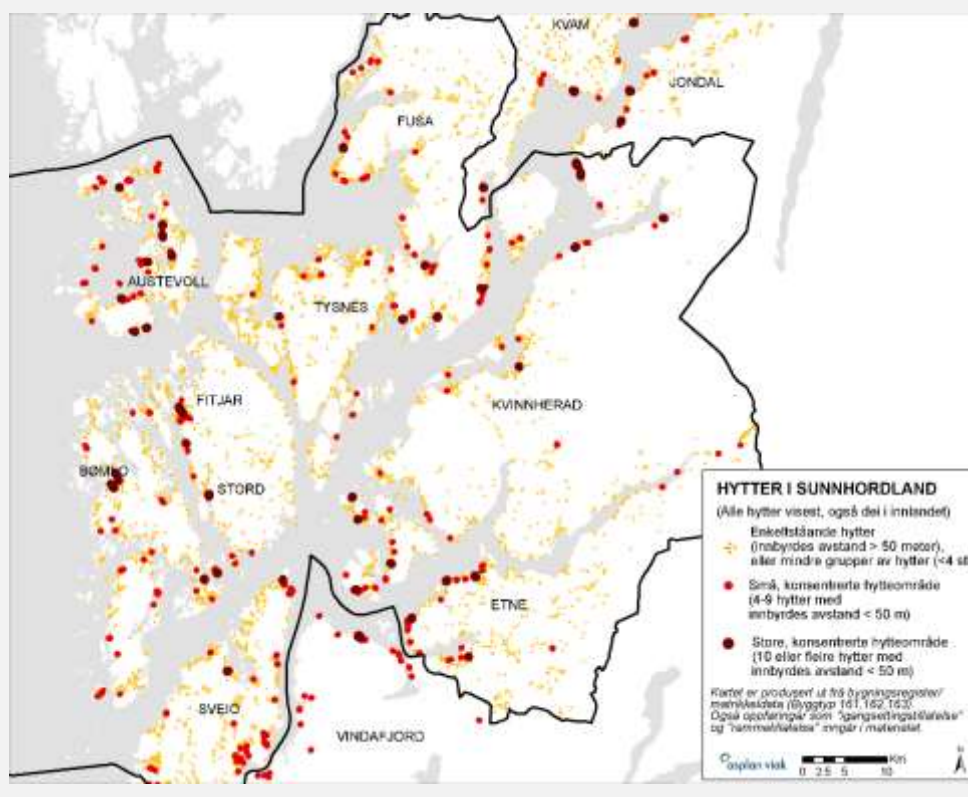 KVAM
JONDAL
FUSA
AUSTEVOLL
TYSNES
FITJAR
KVINNHERAD
BØMLO
STORD
ETNE
SVEIO
VINDAFJORD
HYTTER I SUNNHORDLAND
(Alle hytter visest, også dei i innlandet)
Enkeltståande hytter
(innbyrdes avstand > 50 meter),
eller mindre grupper av hytter (<4 st
Små, konsentrerte hytteområde
(4-9 hytter med
innbyrdes avstand < 50 m)
Store, konsentrerte hytteområde
(10 eller fleire hytter med
innbyrdes avstand < 50 m)
Kartet er produsert ut frå bygningsregister/
matrikkeldata (Byggtyp 161,162,163).
Også oppføringar som "igangsettingstillatelse"
og "rammetillatelse" inngår i materialet.
asplan viak
Km
0 2.5 5 10
N